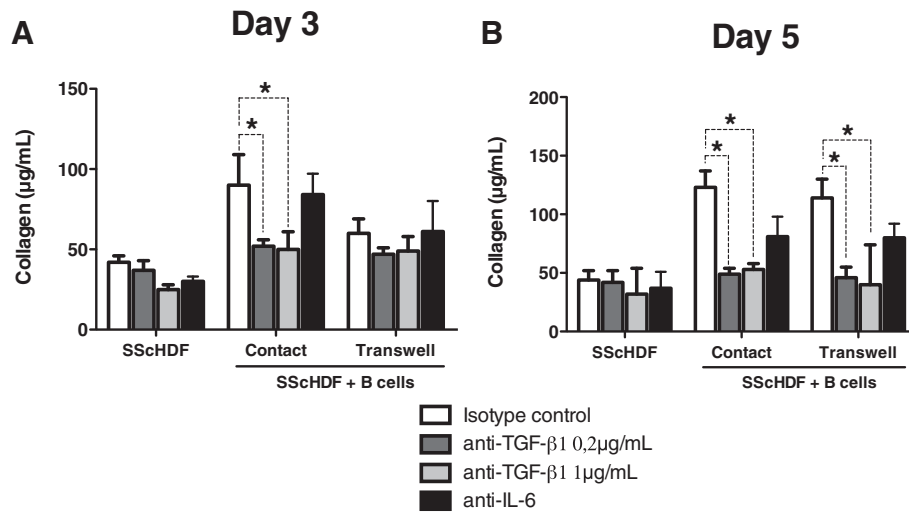 A
Day 3
Collagen (µg/mL)
150
100
50
0
*
*
SScHDF
Contact
Transwell
SScHDF + B cells
B
Day 5
Collagen (µg/mL)
200
150
100
50
0
*
*
*
*
SScHDF
Contact
Transwell
SScHDF + B cells
Isotype control
anti-TGF-β1 0,2µg/mL
anti-TGF-β1 1µg/mL
anti-IL-6